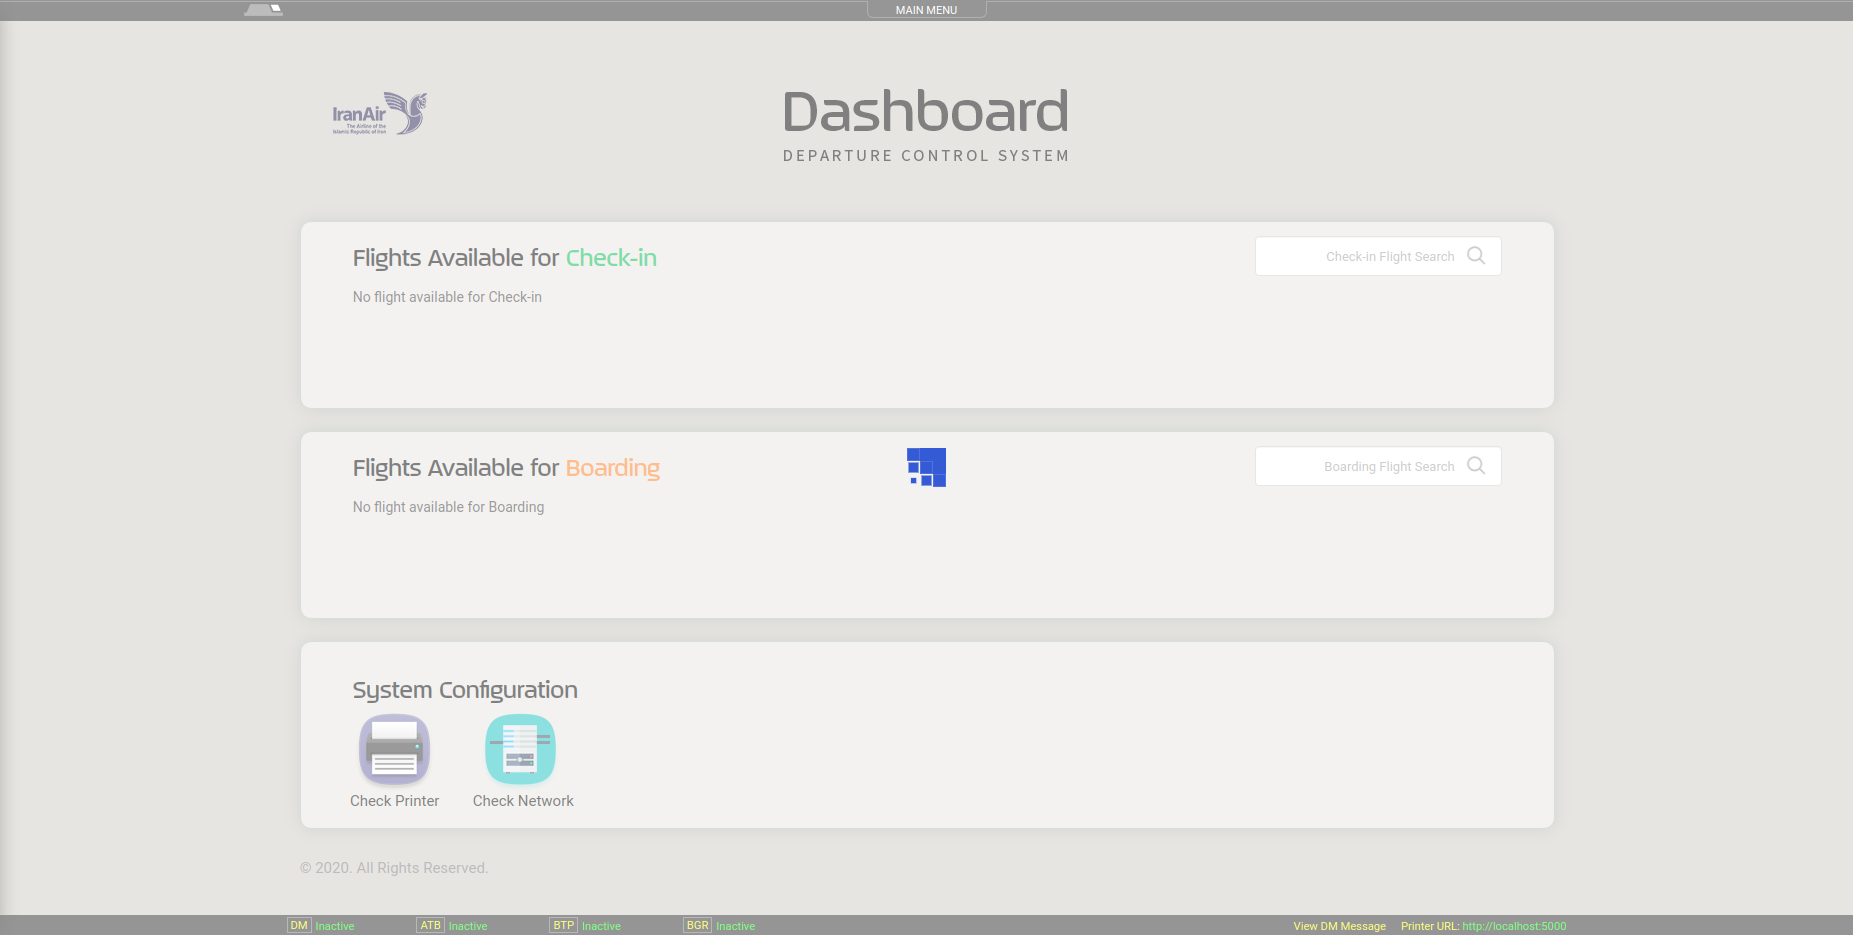 MAIN MENU
IranAir
The Airline of the
Islamic Republic of Iran
Dashboard
DEPARTURE CONTROL SYSTEM
Flights Available for Check-in
Check-in Flight Search
No flight available for Check-in
Flights Available for Boarding
Boarding Flight Search
No flight available for Boarding
System Configuration
Check Printer
Check Network
© 2020. All Rights Reserved.
DM Inactive ATB Inactive BTP Inactive BGR Inactive View DM Message Printer URL: http://localhost:5000